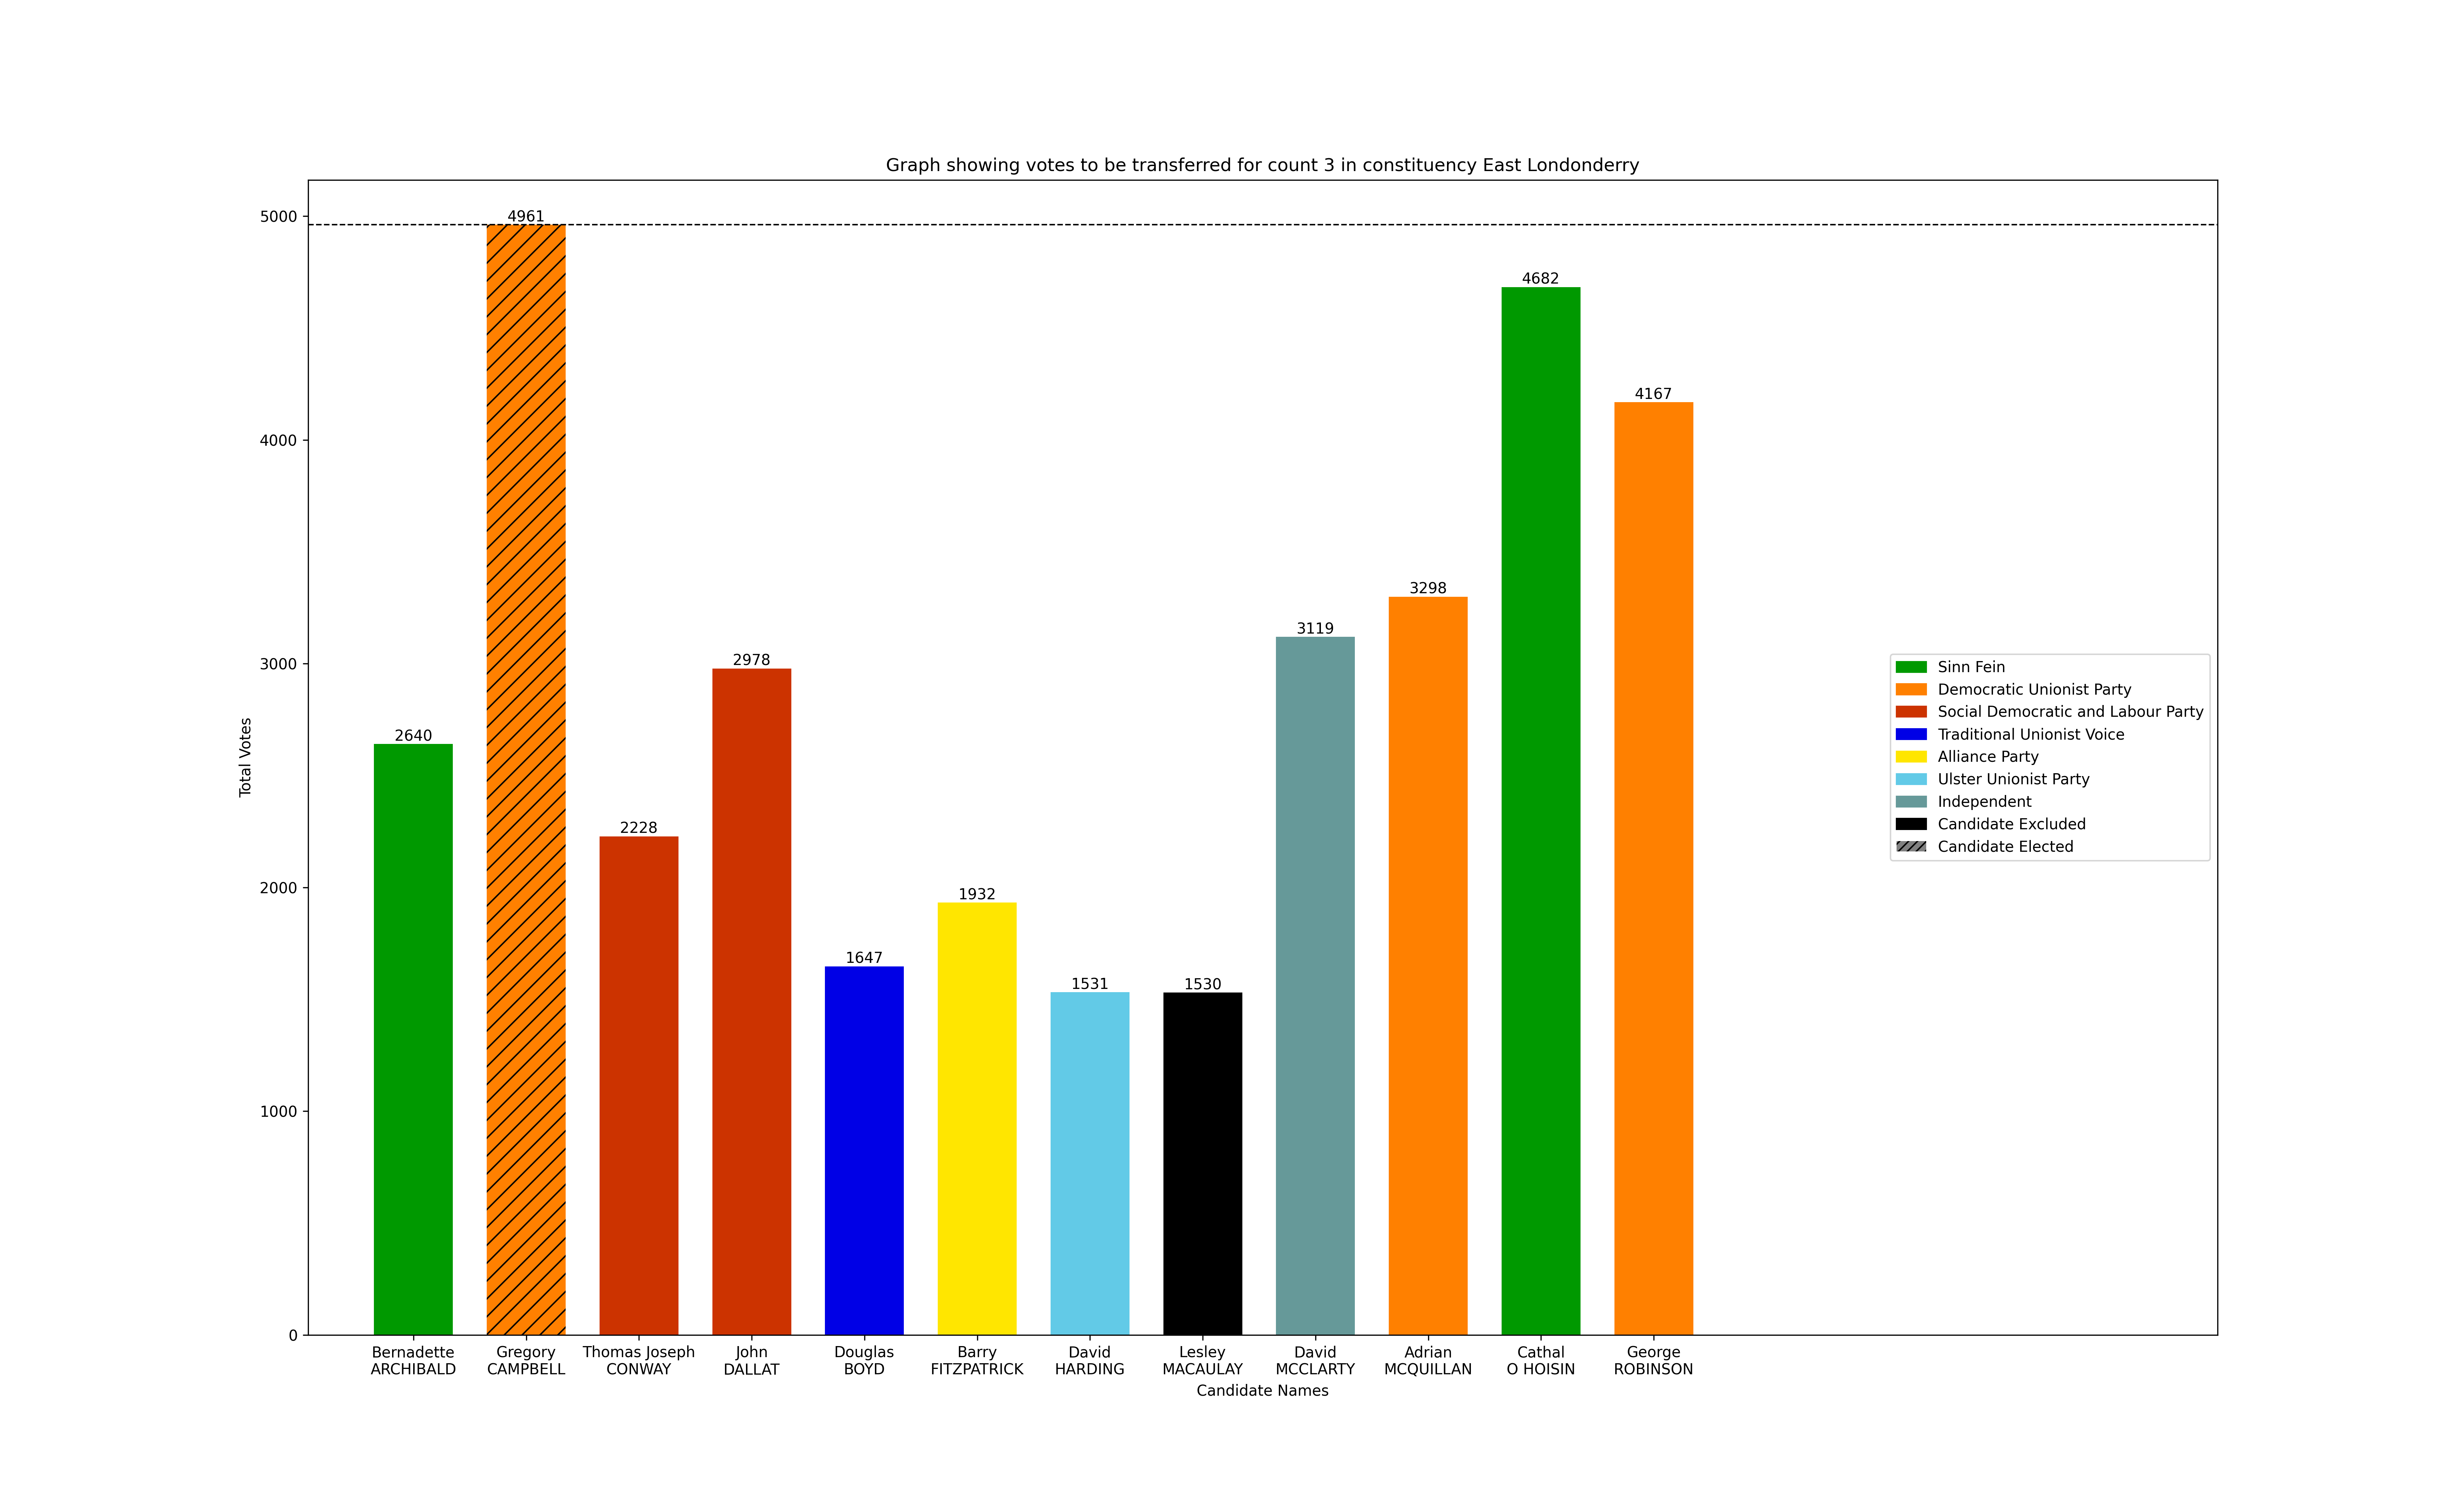 Graph showing votes to be transferred for count 3 in constituency East Londonderry
Total Votes
5000
4000
3000
2000
1000
0
2640
4961
2228
2978
1647
1932
1531
1530
3119
3298
4682
4167
Bernadette
ARCHIBALD
Gregory
CAMPBELL
Thomas Joseph
CONWAY
John
DALLAT
Douglas
BOYD
Barry
FITZPATRICK
David
HARDING
Lesley
MACAULAY
David
MCCLARTY
Adrian
MCQUILLAN
Cathal
O HOISIN
George
ROBINSON
Candidate Names
Sinn Fein
Democratic Unionist Party
Social Democratic and Labour Party
Traditional Unionist Voice
Alliance Party
Ulster Unionist Party
Independent
Candidate Excluded
Candidate Elected